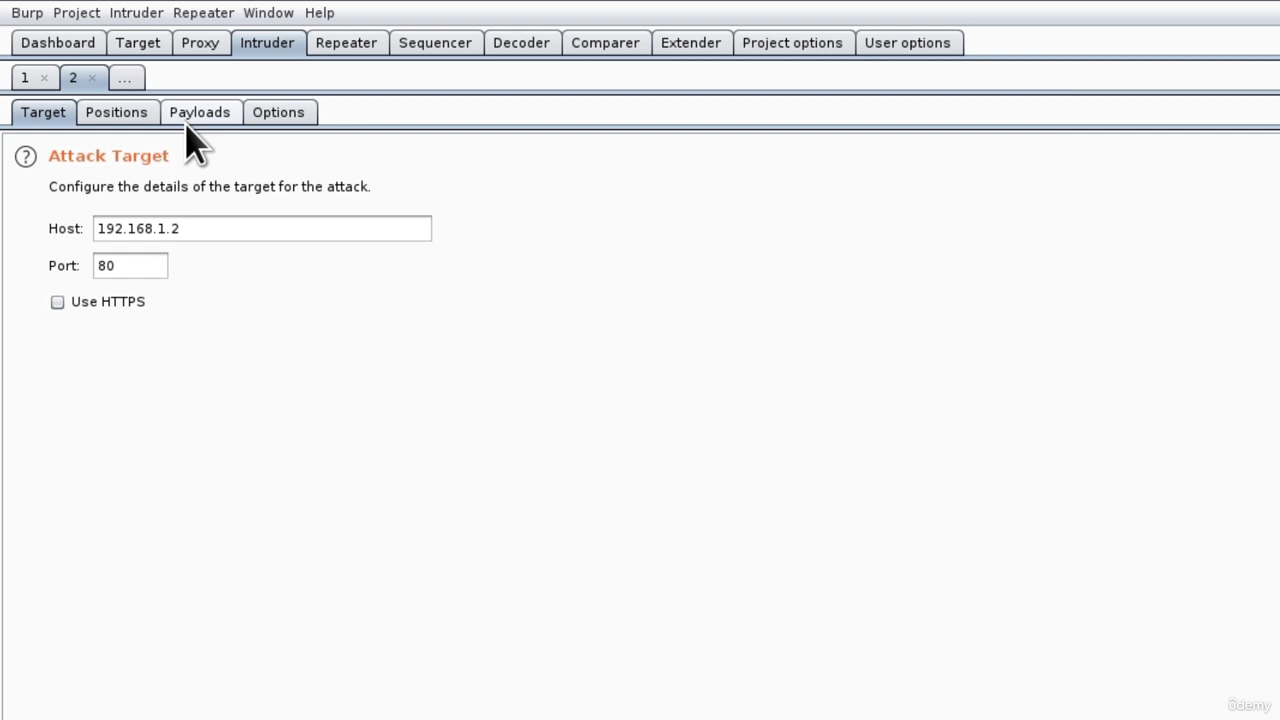 Burp Project Intruder Repeater Window Help
Dashboard Target Proxy Intruder Repeater Sequencer Decoder Comparer Extender Project options User options
1 × 2 × ...
Target Positions Payloads Options
? Attack Target
Configure the details of the target for the attack.
Host: 192.168.1.2
Port: 80
Use HTTPS
ûdemy